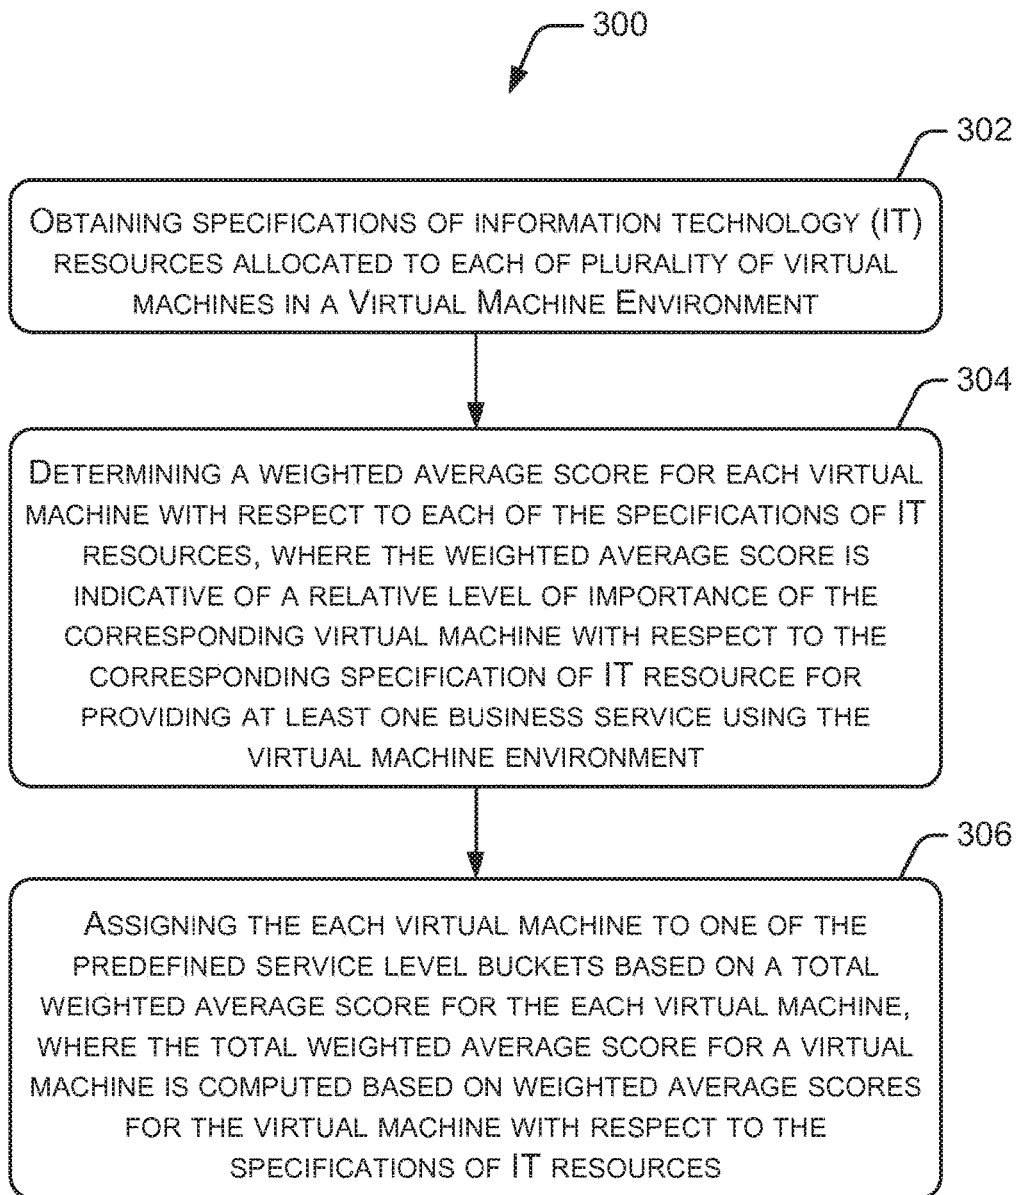 300
302
OBTAINING SPECIFICATIONS OF INFORMATION TECHNOLOGY (IT)
RESOURCES ALLOCATED TO EACH OF PLURALITY OF VIRTUAL
MACHINES IN A VIRTUAL MACHINE ENVIRONMENT
304
DETERMINING A WEIGHTED AVERAGE SCORE FOR EACH VIRTUAL
MACHINE WITH RESPECT TO EACH OF THE SPECIFICATIONS OF IT
RESOURCES, WHERE THE WEIGHTED AVERAGE SCORE IS
INDICATIVE OF A RELATIVE LEVEL OF IMPORTANCE OF THE
CORRESPONDING VIRTUAL MACHINE WITH RESPECT TO THE
CORRESPONDING SPECIFICATION OF IT RESOURCE FOR
PROVIDING AT LEAST ONE BUSINESS SERVICE USING THE
VIRTUAL MACHINE ENVIRONMENT
306
ASSIGNING THE EACH VIRTUAL MACHINE TO ONE OF THE
PREDEFINED SERVICE LEVEL BUCKETS BASED ON A TOTAL
WEIGHTED AVERAGE SCORE FOR THE EACH VIRTUAL MACHINE,
WHERE THE TOTAL WEIGHTED AVERAGE SCORE FOR A VIRTUAL
MACHINE IS COMPUTED BASED ON WEIGHTED AVERAGE SCORES
FOR THE VIRTUAL MACHINE WITH RESPECT TO THE
SPECIFICATIONS OF IT RESOURCES